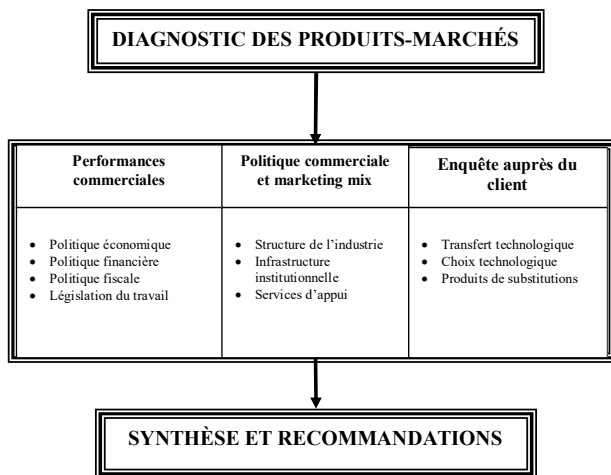 DIAGNOSTIC DES PRODUITS-MARCHÉS
Performances
commerciales
Politique commerciale
et marketing mix
Enquête auprès du
client
• Politique économique
• Politique financière
• Politique fiscale
• Législation du travail
• Structure de l'industrie
• Infrastructure
institutionnelle
• Services d'appui
• Transfert technologique
• Choix technologique
• Produits de substitutions
SYNTHÈSE ET RECOMMANDATIONS